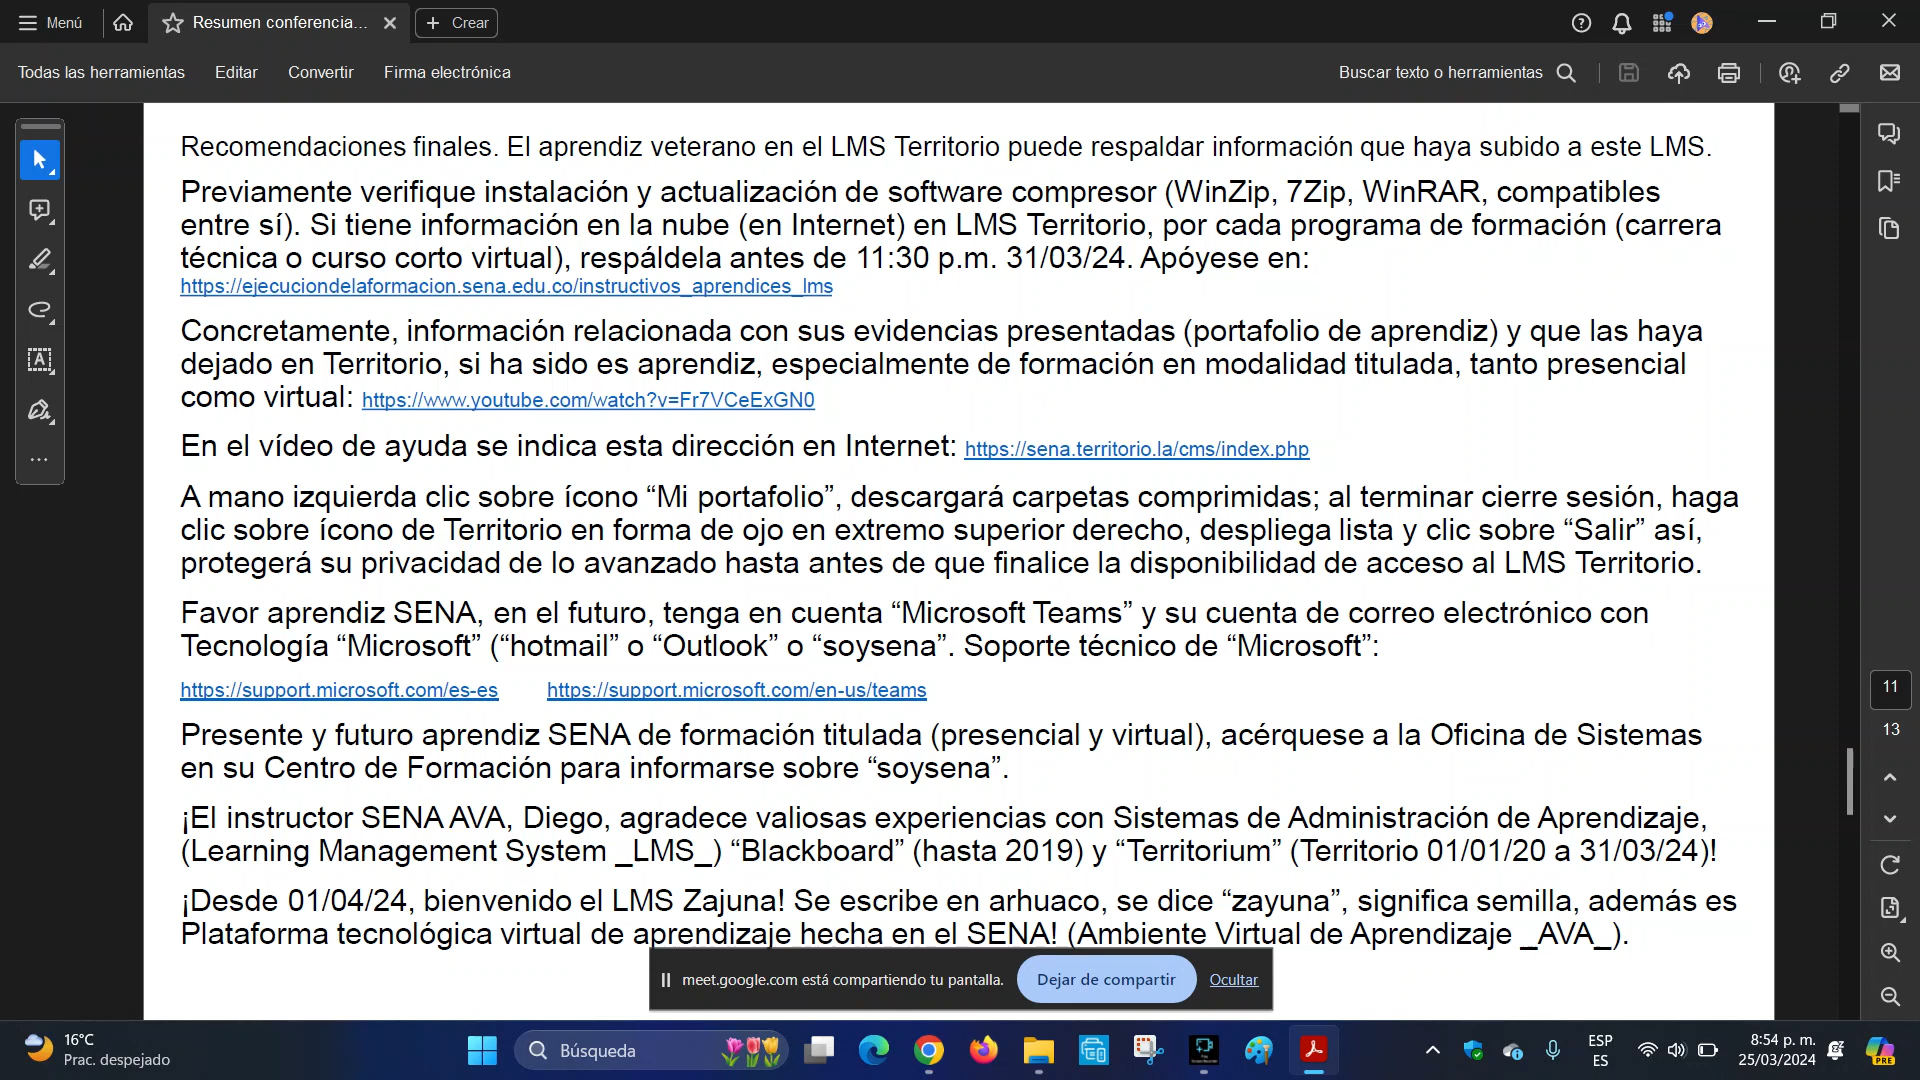 Menú
Resumen conferencia...
Crear
Todas las herramientas
Editar
Convertir
Firma electrónica
Buscar texto o herramientas
Recomendaciones finales. El aprendiz veterano en el LMS Territorio puede respaldar información que haya subido a este LMS.
Previamente verifique instalación y actualización de software compresor (WinZip, 7Zip, WinRAR, compatibles
entre sí). Si tiene información en la nube (en Internet) en LMS Territorio, por cada programa de formación (carrera
técnica o curso corto virtual), respáldela antes de 11:30 p.m. 31/03/24. Apóyese en:
https://ejecuciondelaformacion.sena.edu.co/instructivos_aprendices_lms
Concretamente, información relacionada con sus evidencias presentadas (portafolio de aprendiz) y que las haya
dejado en Territorio, si ha sido es aprendiz, especialmente de formación en modalidad titulada, tanto presencial
como virtual: https://www.youtube.com/watch?v=Fr7VCeExGN0
En el vídeo de ayuda se indica esta dirección en Internet: https://sena.territorio.la/cms/index.php
A mano izquierda clic sobre ícono “Mi portafolio”, descargará carpetas comprimidas; al terminar cierre sesión, haga
clic sobre ícono de Territorio en forma de ojo en extremo superior derecho, despliega lista y clic sobre “Salir” así,
protegerá su privacidad de lo avanzado hasta antes de que finalice la disponibilidad de acceso al LMS Territorio.
Favor aprendiz SENA, en el futuro, tenga en cuenta “Microsoft Teams” y su cuenta de correo electrónico con
Tecnología “Microsoft” (“hotmail” o “Outlook” o “soysena”. Soporte técnico de “Microsoft”:
https://support.microsoft.com/es-es https://support.microsoft.com/en-us/teams
Presente y futuro aprendiz SENA de formación titulada (presencial y virtual), acérquese a la Oficina de Sistemas
en su Centro de Formación para informarse sobre “soysena”.
¡El instructor SENA AVA, Diego, agradece valiosas experiencias con Sistemas de Administración de Aprendizaje,
(Learning Management System _LMS_) “Blackboard” (hasta 2019) y “Territorium” (Territorio 01/01/20 a 31/03/24)!
¡Desde 01/04/24, bienvenido el LMS Zajuna! Se escribe en arhuaco, se dice “zayuna”, significa semilla, además es
Plataforma tecnológica virtual de aprendizaje hecha en el SENA! (Ambiente Virtual de Aprendizaje _AVA_).
11
13
meet.google.com está compartiendo tu pantalla.
Dejar de compartir
Ocultar
16°C
Prac. despejado
Búsqueda
ESP
ES
8:54 p. m.
25/03/2024
PRE